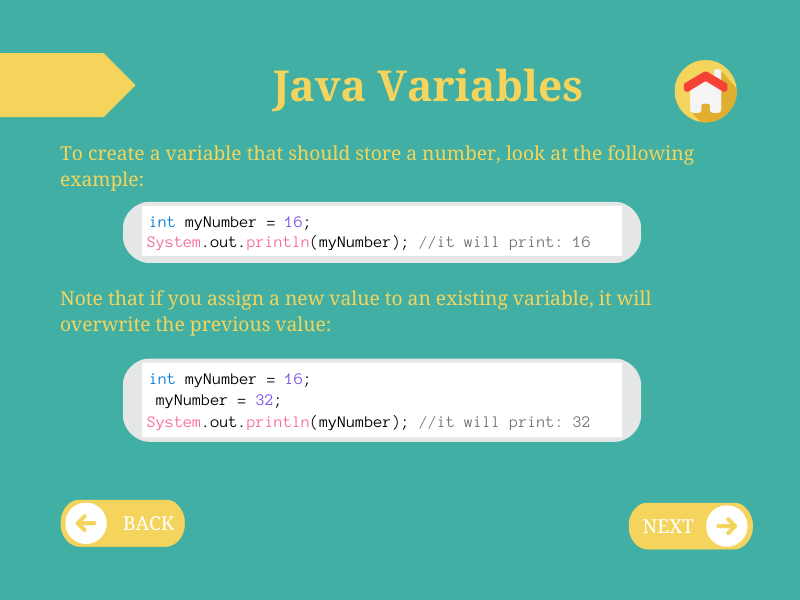 Java Variables
To create a variable that should store a number, look at the following
example:
int myNumber = 16;
System.out.println(myNumber); //it will print: 16
Note that if you assign a new value to an existing variable, it will
overwrite the previous value:
int myNumber = 16;
myNumber = 32;
System.out.println(myNumber); //it will print: 32
BACK
NEXT